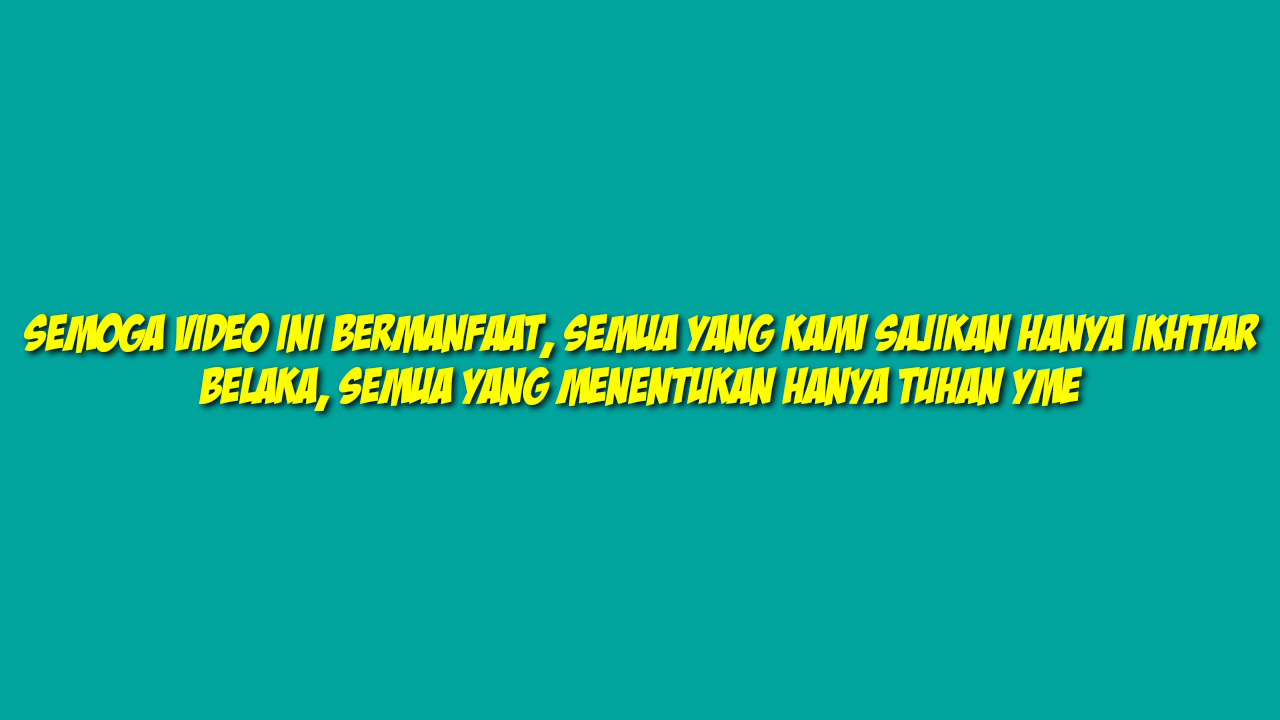 SEMOGA VIDEO INI BERMANFAAT, SEMUA YANG KAMI SAJIKAN HANYA IKHTIAR
BELAKA, SEMUA YANG MENENTUKAN HANYA TUHAN YME